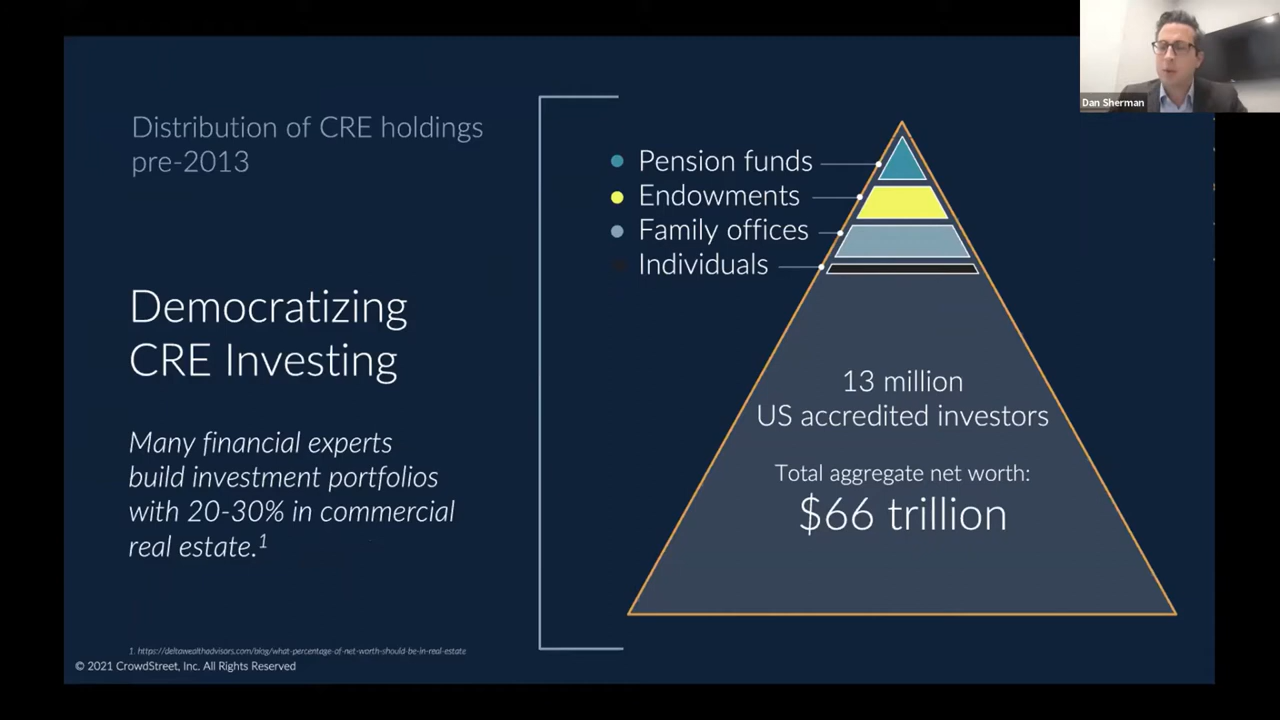 Dan Sherman
Distribution of CRE holdings
pre-2013
Democratizing
CRE Investing
Many financial experts
build investment portfolios
with 20-30% in commercial
real estate.1
Pension funds
Endowments
Family offices
Individuals
13 million
US accredited investors
Total aggregate net worth:
$66 trillion
1. https://deltawealthadvisors.com/blog/what-percentage-of-net-worth-should-be-in-real-estate
© 2021 CrowdStreet, Inc. All Rights Reserved